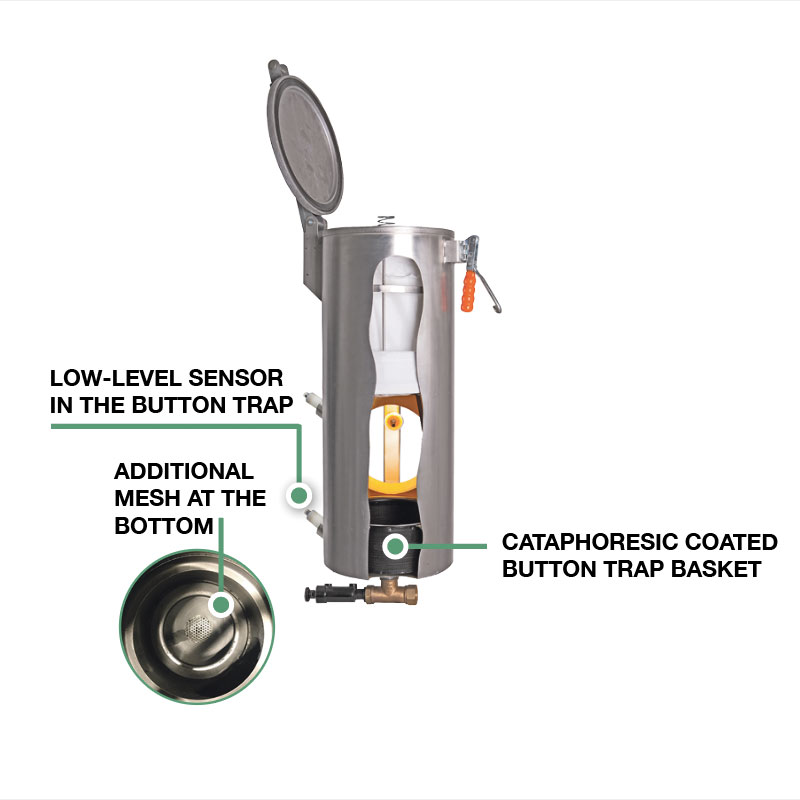 LOW-LEVEL SENSOR
IN THE BUTTON TRAP
ADDITIONAL
MESH AT THE
BOTTOM
CATAPHORESIC COATED
BUTTON TRAP BASKET